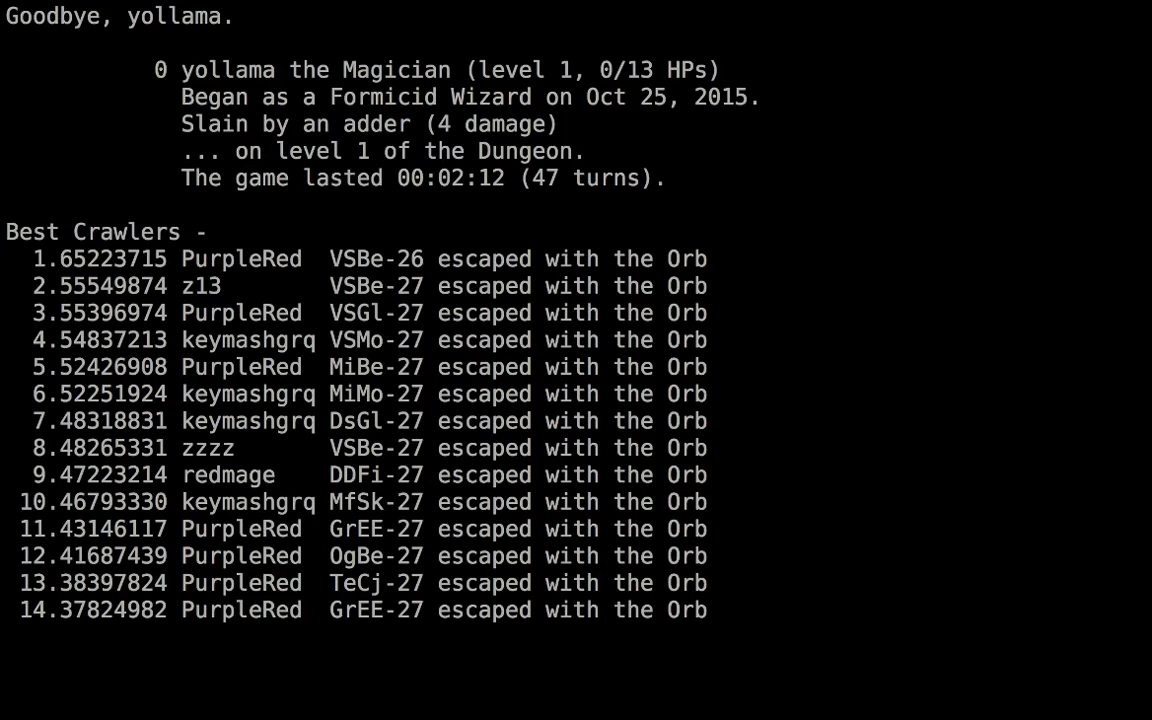 Goodbye, yollama.
0 yollama the Magician (level 1, 0/13 HPs)
Began as a Formicid Wizard on Oct 25, 2015.
Slain by an adder (4 damage)
... on level 1 of the Dungeon.
The game lasted 00:02:12 (47 turns).
Best Crawlers -
1.65223715 PurpleRed  VSBe-26 escaped with the Orb
2.55549874 z13        VSBe-27 escaped with the Orb
3.55396974 PurpleRed  VSGl-27 escaped with the Orb
4.54837213 keymashgrq VSMo-27 escaped with the Orb
5.52426908 PurpleRed  MiBe-27 escaped with the Orb
6.52251924 keymashgrq MiMo-27 escaped with the Orb
7.48318831 keymashgrq DsGl-27 escaped with the Orb
8.48265331 zzzz       VSBe-27 escaped with the Orb
9.47223214 redmage    DDFi-27 escaped with the Orb
10.46793330 keymashgrq MfSk-27 escaped with the Orb
11.43146117 PurpleRed  GrEE-27 escaped with the Orb
12.41687439 PurpleRed  OgBe-27 escaped with the Orb
13.38397824 PurpleRed  TeCj-27 escaped with the Orb
14.37824982 PurpleRed  GrEE-27 escaped with the Orb